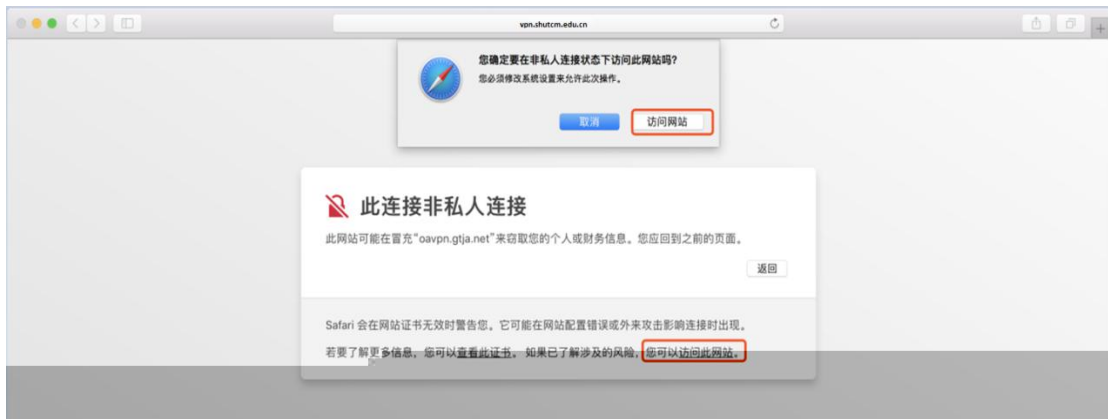 vpn.shutcm.edu.cn
您确定要在非私人连接状态下访问此网站吗?
您必须修改系统设置来允许此次操作。
取消
访问网站
此连接非私人连接
此网站可能在冒充“oavpn.gtja.net”来窃取您的个人或财务信息。您应回到之前的页面。
返回
Safari 会在网站证书无效时警告您。它可能在网站配置错误或外来攻击影响连接时出现。
若要了解更多信息，您可以查看此证书。 如果已了解涉及的风险，您可以访问此网站。